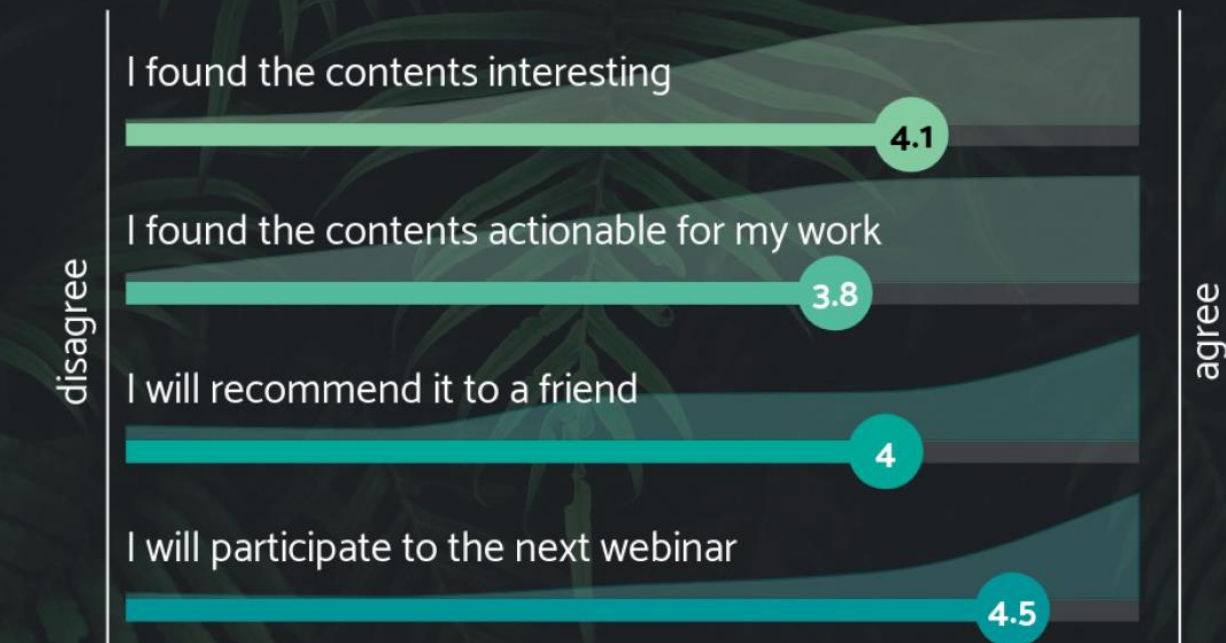 I found the contents interesting
4.1
I found the contents actionable for my work
3.8
disagree
agree
I will recommend it to a friend
4
I will participate to the next webinar
4.5